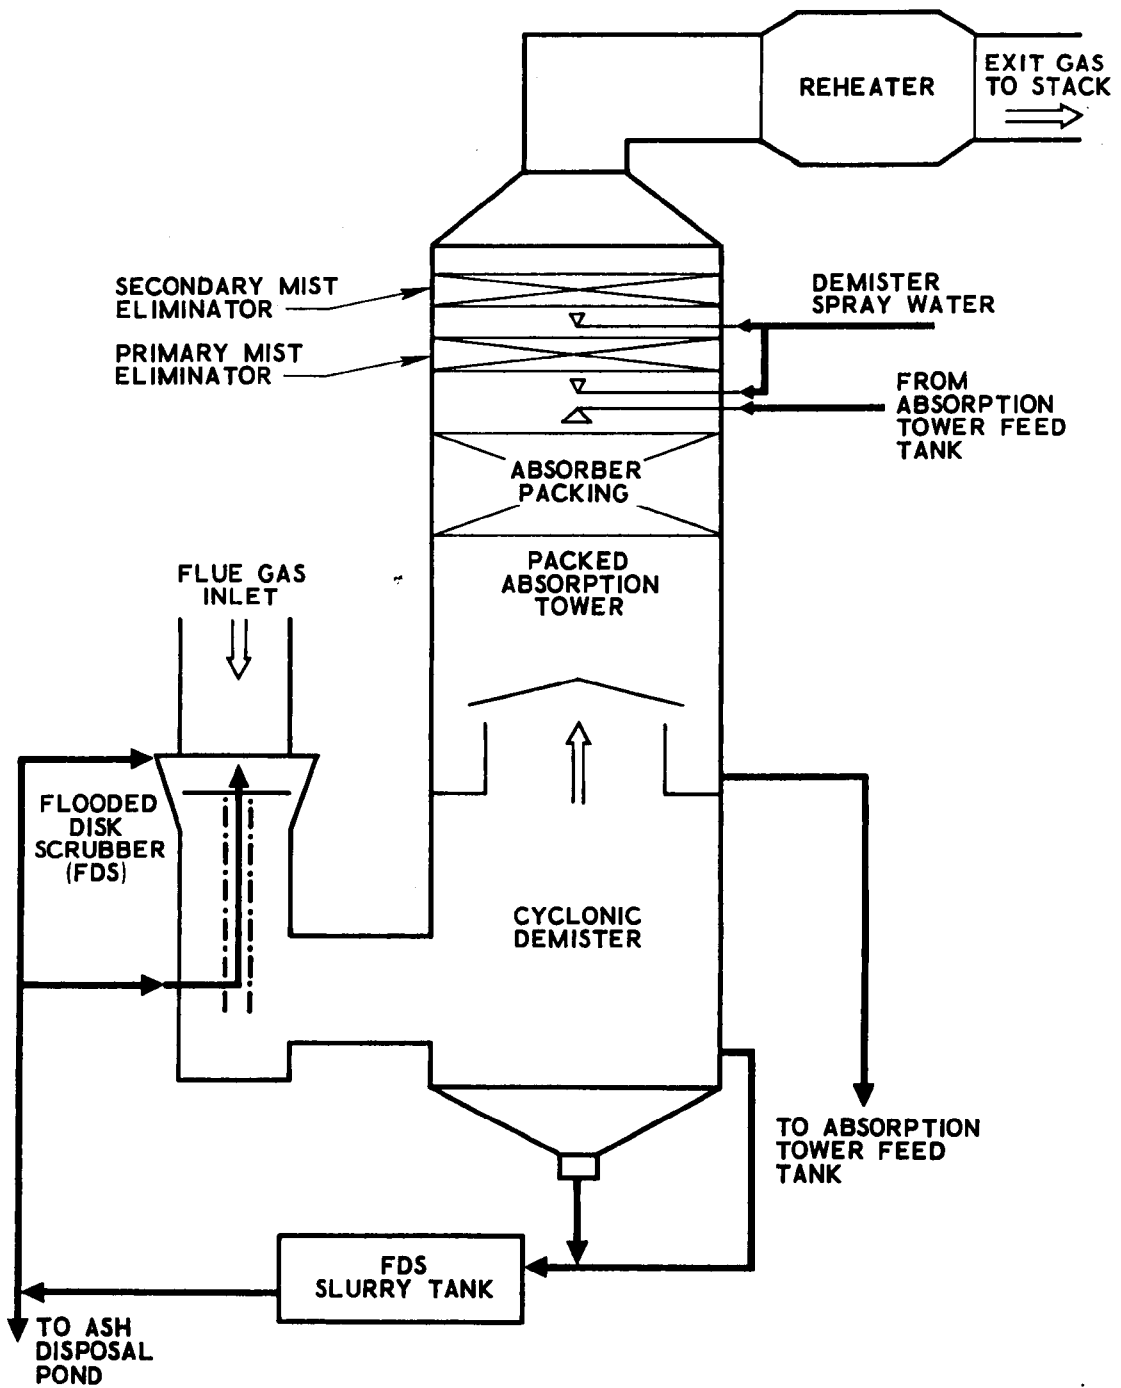 REHEATER
EXIT GAS
TO STACK
SECONDARY MIST
ELIMINATOR
DEMISTER
SPRAY WATER
PRIMARY MIST
ELIMINATOR
FROM
ABSORPTION
TOWER FEED
TANK
ABSORBER
PACKING
PACKED
ABSORPTION
TOWER
FLUE GAS
INLET
FLOODED
DISK
SCRUBBER
(FDS)
CYCLONIC
DEMISTER
TO ABSORPTION
TOWER FEED
TANK
FDS
SLURRY TANK
TO ASH
DISPOSAL
POND